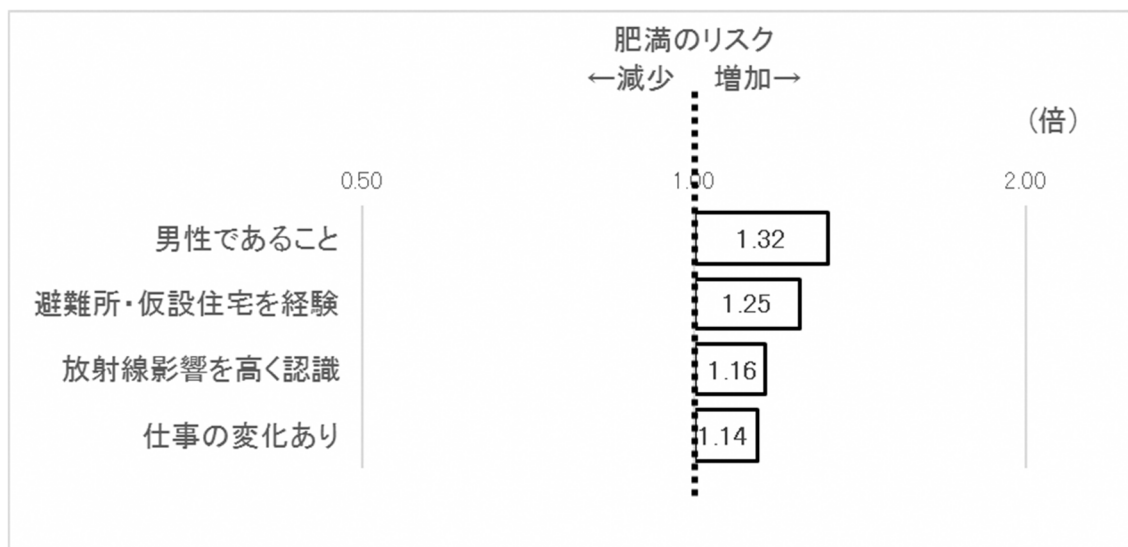 肥満のリスク
←減少 増加→
(倍)
0.50 1.00 2.00
男性であること 1.32
避難所・仮設住宅を経験 1.25
放射線影響を高く認識 1.16
仕事の変化あり 1.14